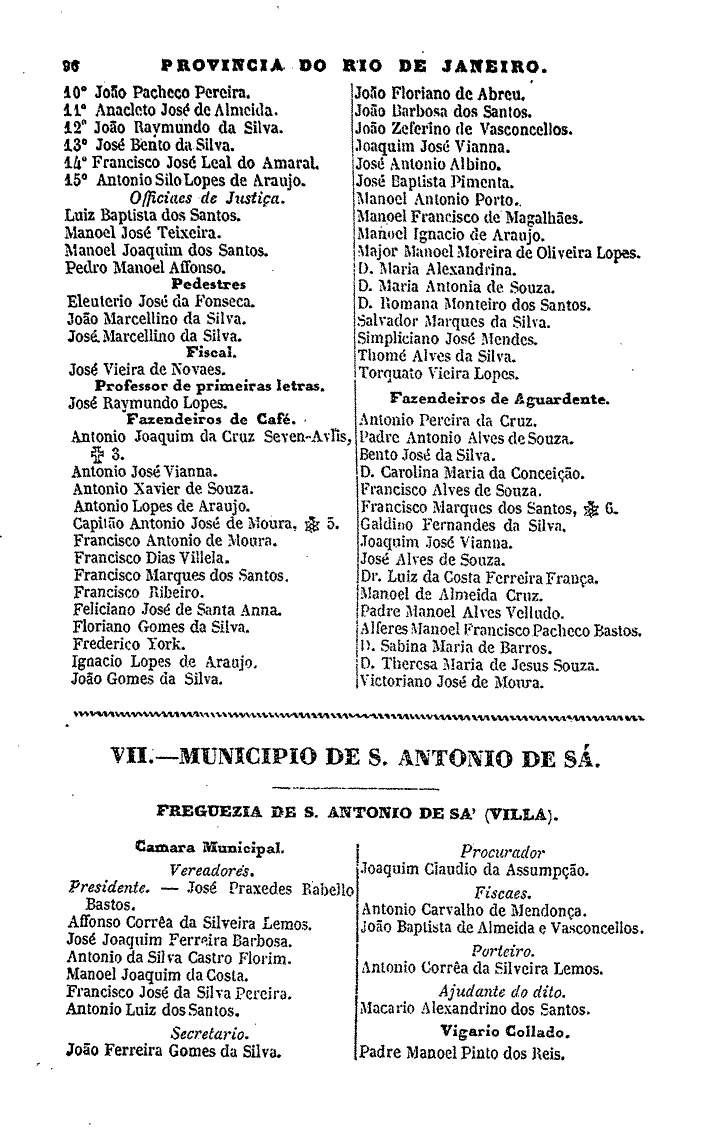 96 PROVINCIA DO RIO DE JANEIRO.
10º João Pacheco Pereira.
11º Anacleto José de Almeida.
12º João Raymundo da Silva.
13º José Bento da Silva.
14º Francisco José Leal do Amaral.
15º Antonio Silo Lopes de Araujo.
Officiaes de Justiça.
Luiz Baptista dos Santos.
Manoel José Teixeira.
Manoel Joaquim dos Santos.
Pedro Manoel Affonso.
Pedestres
Eleuterio José da Fonseca.
João Marcellino da Silva.
José Marcellino da Silva.
Fiscal.
José Vieira de Novaes.
Professor de primeiras letras.
José Raymundo Lopes.
Fazendeiros de Café.
Antonio Joaquim da Cruz Seven-Avlis,
✠ 3.
Antonio José Vianna.
Antonio Xavier de Souza.
Antonio Lopes de Araujo.
Capitão Antonio José de Moura, 5.
Francisco Antonio de Moura.
Francisco Dias Villela.
Francisco Marques dos Santos.
Francisco Ribeiro.
Feliciano José de Santa Anna.
Floriano Gomes da Silva.
Frederico York.
Ignacio Lopes de Araujo.
João Gomes da Silva.
João Floriano de Abreu.
João Barbosa dos Santos.
João Zeferino de Vasconcellos.
Joaquim José Vianna.
José Antonio Albino.
José Baptista Pimenta.
Manoel Antonio Porto.
Manoel Francisco de Magalhães.
Manoel Ignacio de Araujo.
Major Manoel Moreira de Oliveira Lopes.
D. Maria Alexandrina.
D. Maria Antonia de Souza.
D. Romana Monteiro dos Santos.
Salvador Marques da Silva.
Simpliciano José Mendes.
Thomé Alves da Silva.
Torquato Vieira Lopes.
Fazendeiros de Aguardente.
Antonio Pereira da Cruz.
Padre Antonio Alves de Souza.
Bento José da Silva.
D. Carolina Maria da Conceição.
Francisco Alves de Souza.
Francisco Marques dos Santos, 6.
Galdino Fernandes da Silva.
Joaquim José Vianna.
José Alves de Souza.
Dr. Luiz da Costa Ferreira França.
Manoel de Almeida Cruz.
Padre Manoel Alves Velludo.
Alferes Manoel Francisco Pacheco Bastos.
D. Sabina Maria de Barros.
D. Theresa Maria de Jesus Souza.
Victoriano José de Moura.
VII.—MUNICIPIO DE S. ANTONIO DE SÁ.
FREGUEZIA DE S. ANTONIO DE SA' (VILLA).
Camara Municipal.
Vereadores.
Presidente. — José Praxedes Rabello
Bastos.
Affonso Corrêa da Silveira Lemos.
José Joaquim Ferreira Barbosa.
Antonio da Silva Castro Florim.
Manoel Joaquim da Costa.
Francisco José da Silva Pereira.
Antonio Luiz dos Santos.
Secretario.
João Ferreira Gomes da Silva.
Procurador
Joaquim Claudio da Assumpção.
Fiscaes.
Antonio Carvalho de Mendonça.
João Baptista de Almeida e Vasconcellos.
Porteiro.
Antonio Corrêa da Silveira Lemos.
Ajudante do dito.
Macario Alexandrino dos Santos.
Vigario Collado.
Padre Manoel Pinto dos Reis.